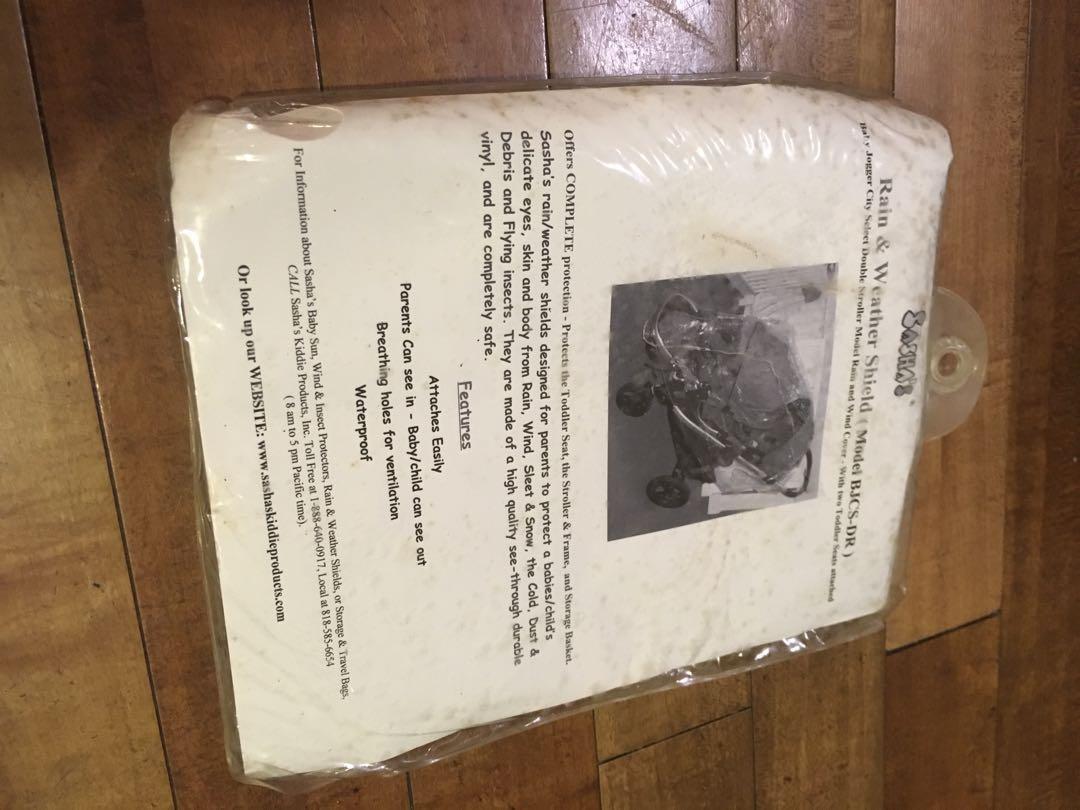 SASHA'S ®
Rain & Weather Shield ( Model BJCS-DR )
Baby Jogger City Select Double Stroller Model Rain and Wind Cover - With two Toddler Seats attached
Offers COMPLETE protection - Protects the Toddler Seat, the Stroller & Frame, and Storage Basket.
Sasha's rain/weather shields designed for parents to protect a babies/child's
delicate eyes, skin and body from Rain, Wind, Sleet & Snow, the Cold, Dust &
Debris and Flying insects. They are made of a high quality see-through durable
vinyl, and are completely safe.
Features
Attaches Easily
Parents Can see in - Baby/child can see out
Breathing holes for ventilation
Waterproof
For Information about Sasha's Baby Sun, Wind & Insect Protectors, Rain & Weather Shields, or Storage & Travel Bags,
CALL Sasha's Kiddie Products, Inc. Toll Free at 1-888-640-0917, Local at 818-585-6654
( 8 am to 5 pm Pacific time).
Or look up our WEBSITE: www.sashaskiddieproducts.com